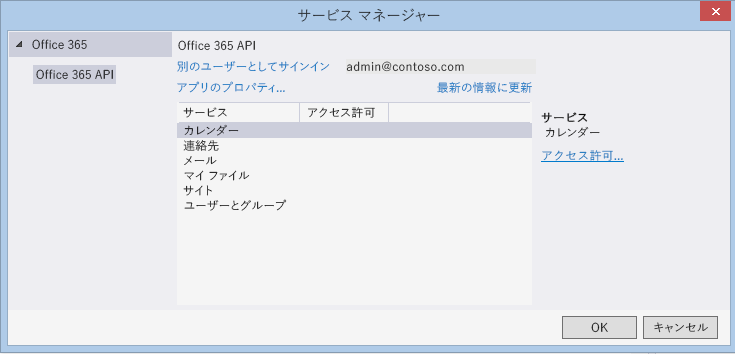 サービス マネージャー
Office 365
Office 365 API
Office 365 API
別のユーザーとしてサインイン admin@contoso.com
アプリのプロパティ... 最新の情報に更新
サービス アクセス許可
カレンダー
連絡先
メール
マイ ファイル
サイト
ユーザーとグループ
サービス
カレンダー
アクセス許可...
OK キャンセル